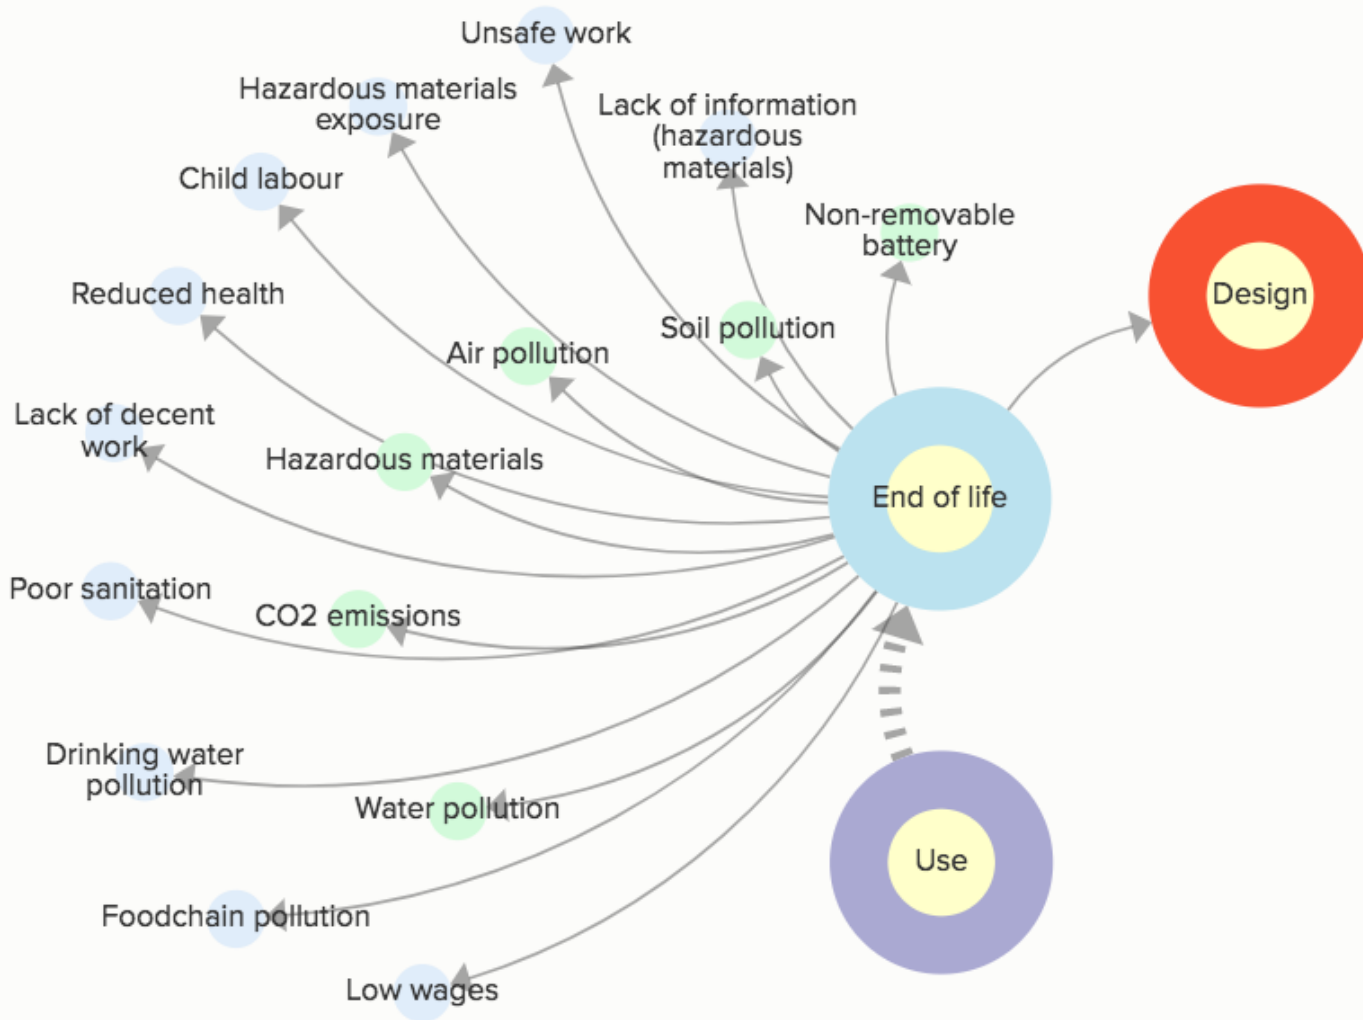 Unsafe work
Hazardous materials
exposure
Lack of information
(hazardous
materials)
Child labour
Non-removable
battery
Design
Reduced health
Soil pollution
Air pollution
Lack of decent
work
Hazardous materials
End of life
Poor sanitation
CO2 emissions
Drinking water
pollution
Water pollution
Use
Foodchain pollution
Low wages